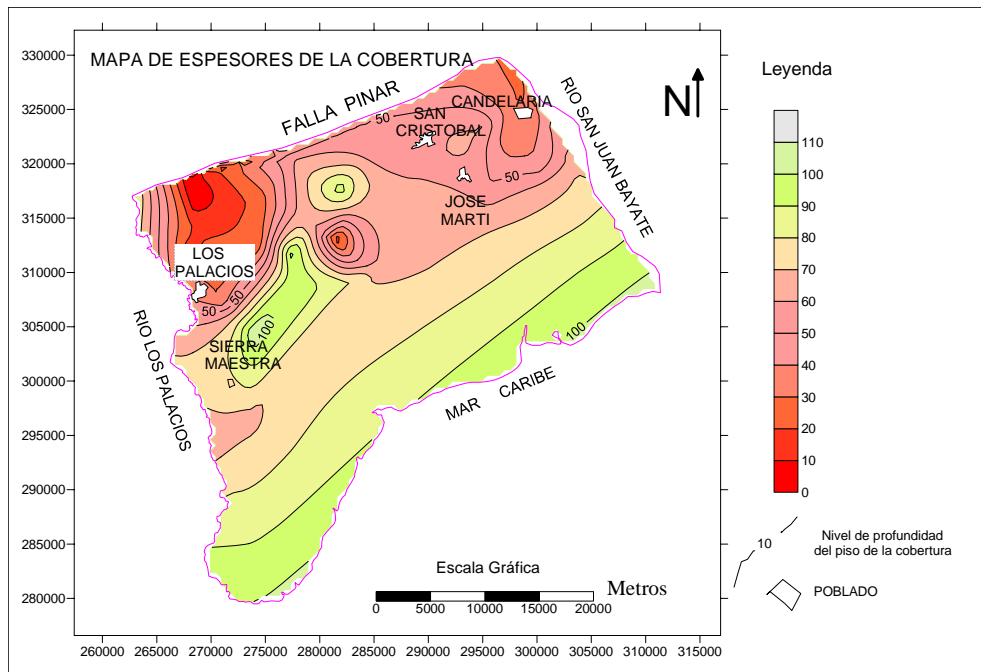 MAPA DE ESPESORES DE LA COBERTURA
330000
325000
320000
315000
310000
305000
300000
295000
290000
285000
280000
FALLA PINAR
50
SAN
CRISTOBAL
CANDELARIA
N
RIO SAN JUAN BAYATE
50
JOSE
MARTI
LOS
PALACIOS
50
50
100
SIERRA
MAESTRA
RIO LOS PALACIOS
100
MAR CARIBE
Escala Gráfica
Metros
0 5000 10000 15000 20000
260000 265000 270000 275000 280000 285000 290000 295000 300000 305000 310000 315000
Leyenda
110
100
90
80
70
60
50
40
30
20
10
0
10
Nivel de profundidad
del piso de la cobertura
POBLADO